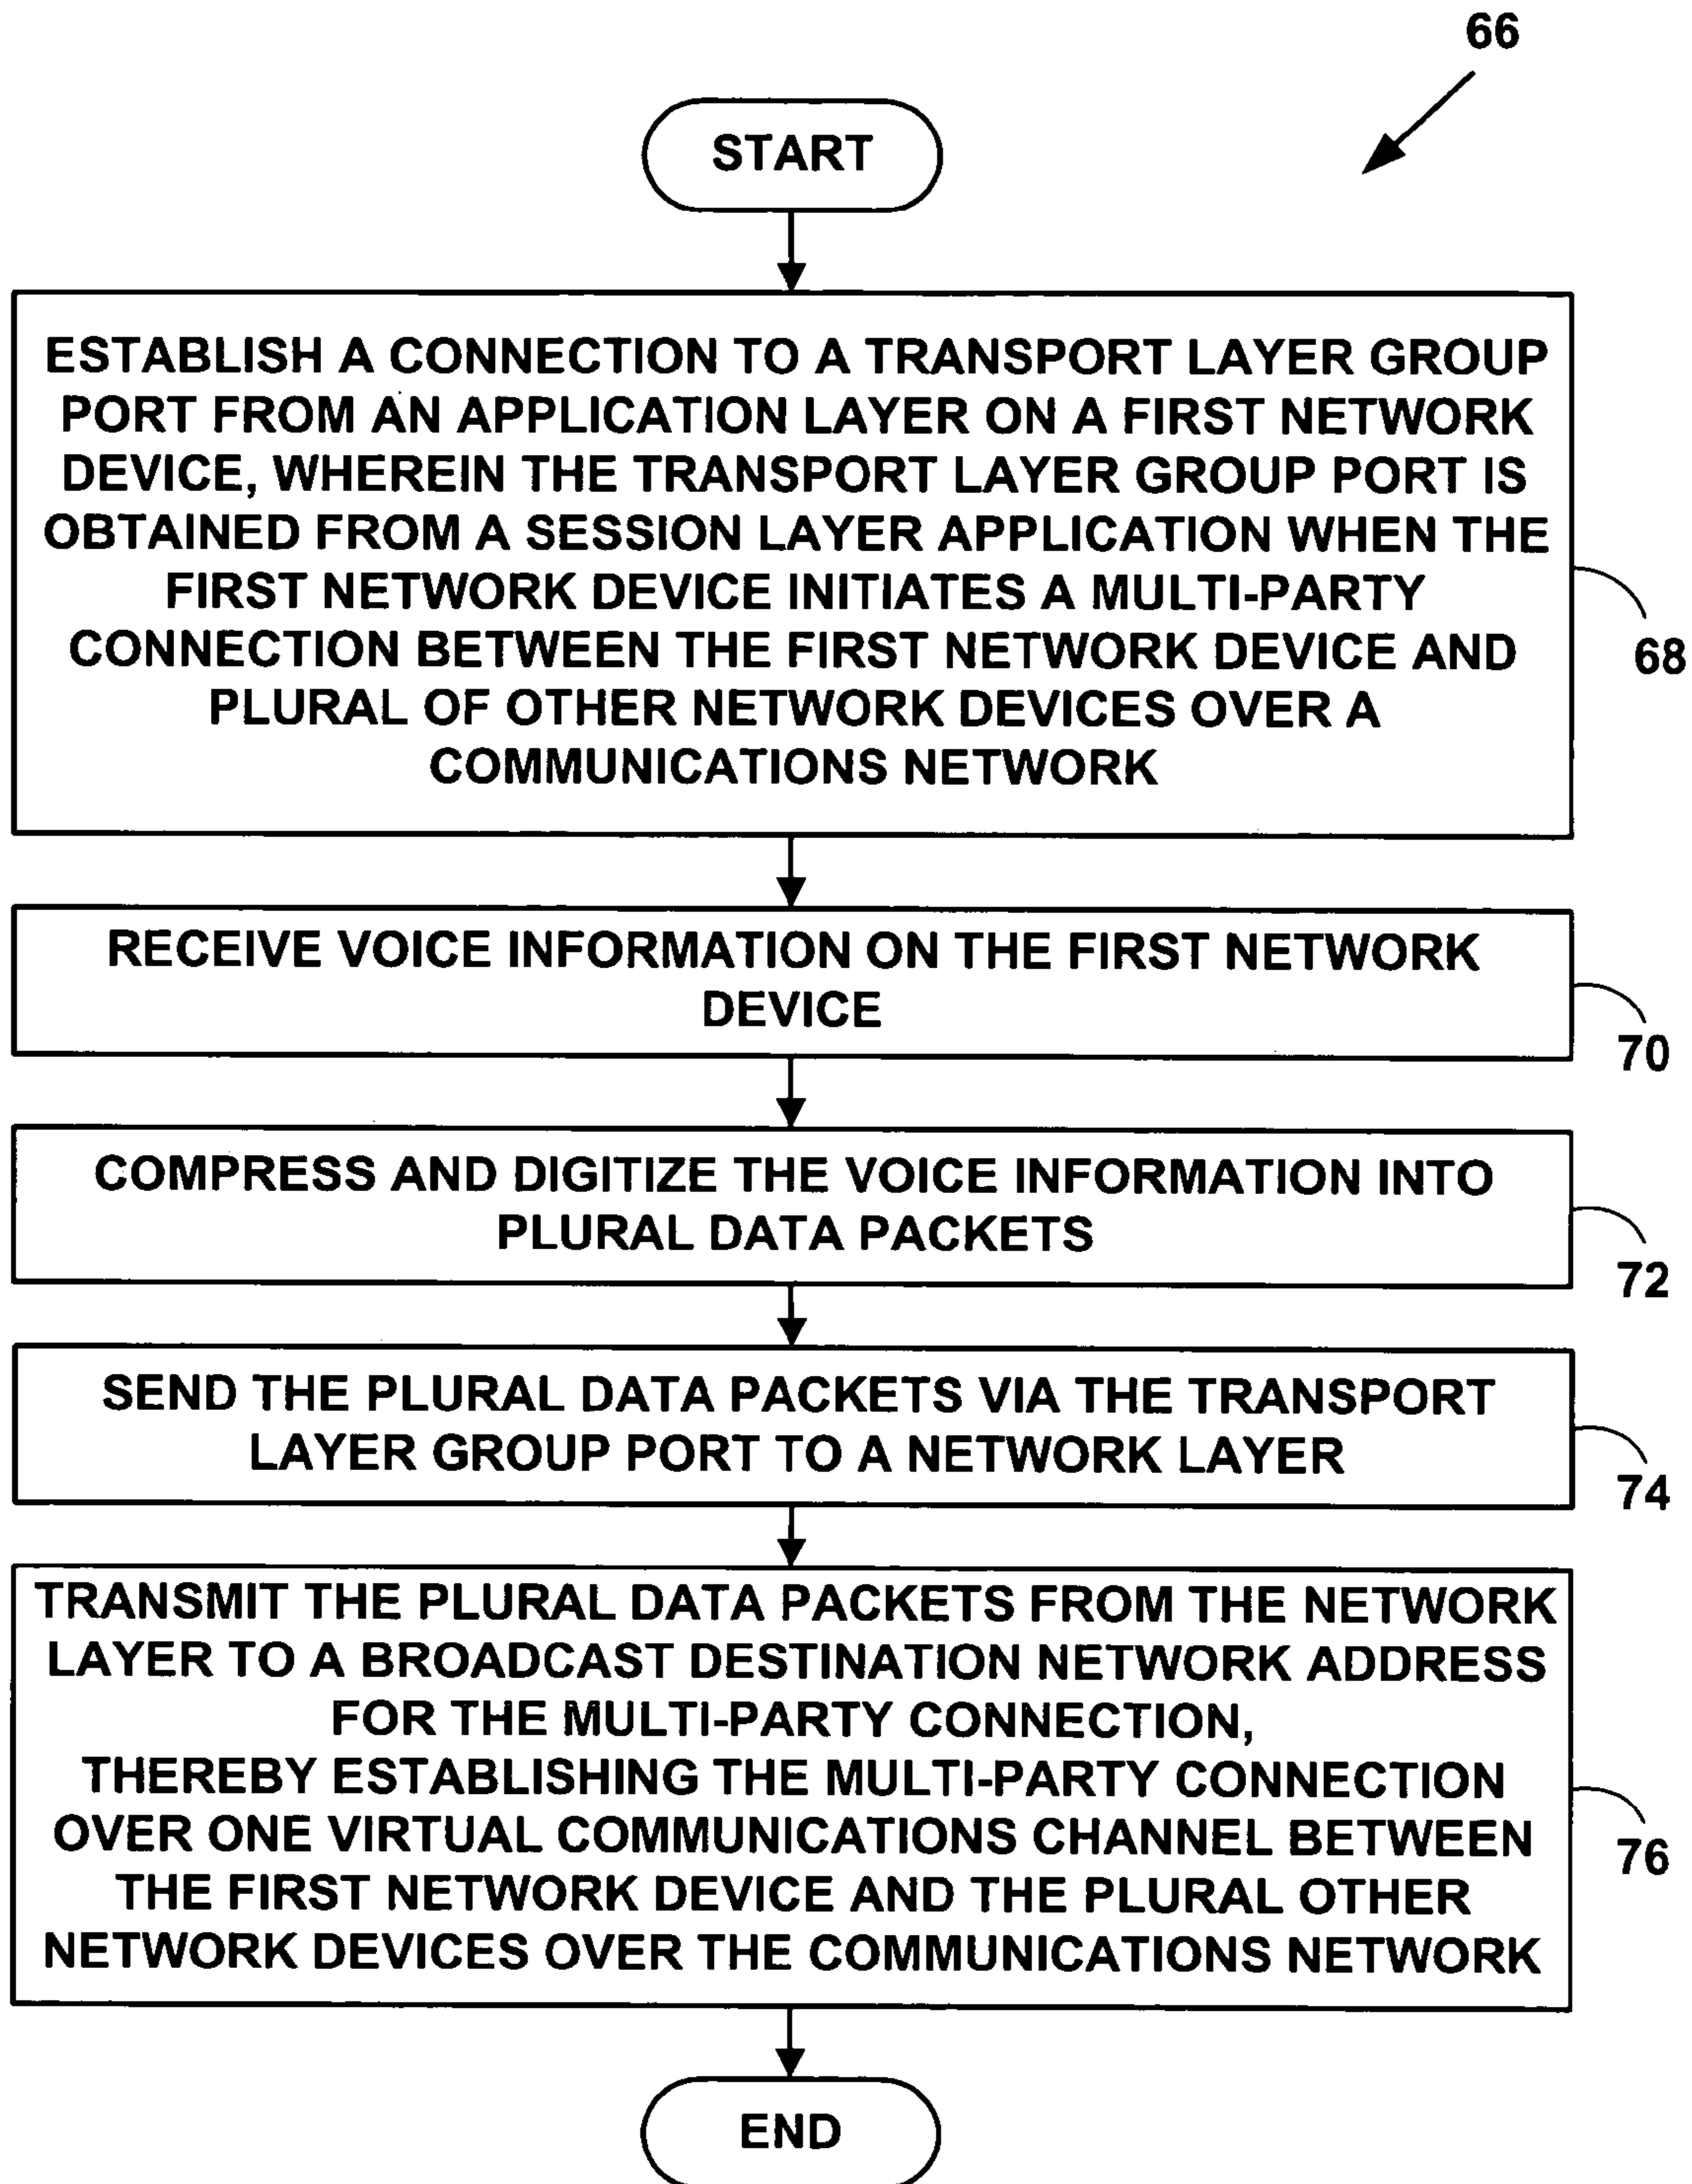 66
START
ESTABLISH A CONNECTION TO A TRANSPORT LAYER GROUP
PORT FROM AN APPLICATION LAYER ON A FIRST NETWORK
DEVICE, WHEREIN THE TRANSPORT LAYER GROUP PORT IS
OBTAINED FROM A SESSION LAYER APPLICATION WHEN THE
FIRST NETWORK DEVICE INITIATES A MULTI-PARTY
CONNECTION BETWEEN THE FIRST NETWORK DEVICE AND
PLURAL OF OTHER NETWORK DEVICES OVER A
COMMUNICATIONS NETWORK
68
RECEIVE VOICE INFORMATION ON THE FIRST NETWORK
DEVICE
70
COMPRESS AND DIGITIZE THE VOICE INFORMATION INTO
PLURAL DATA PACKETS
72
SEND THE PLURAL DATA PACKETS VIA THE TRANSPORT
LAYER GROUP PORT TO A NETWORK LAYER
74
TRANSMIT THE PLURAL DATA PACKETS FROM THE NETWORK
LAYER TO A BROADCAST DESTINATION NETWORK ADDRESS
FOR THE MULTI-PARTY CONNECTION,
THEREBY ESTABLISHING THE MULTI-PARTY CONNECTION
OVER ONE VIRTUAL COMMUNICATIONS CHANNEL BETWEEN
THE FIRST NETWORK DEVICE AND THE PLURAL OTHER
NETWORK DEVICES OVER THE COMMUNICATIONS NETWORK
76
END